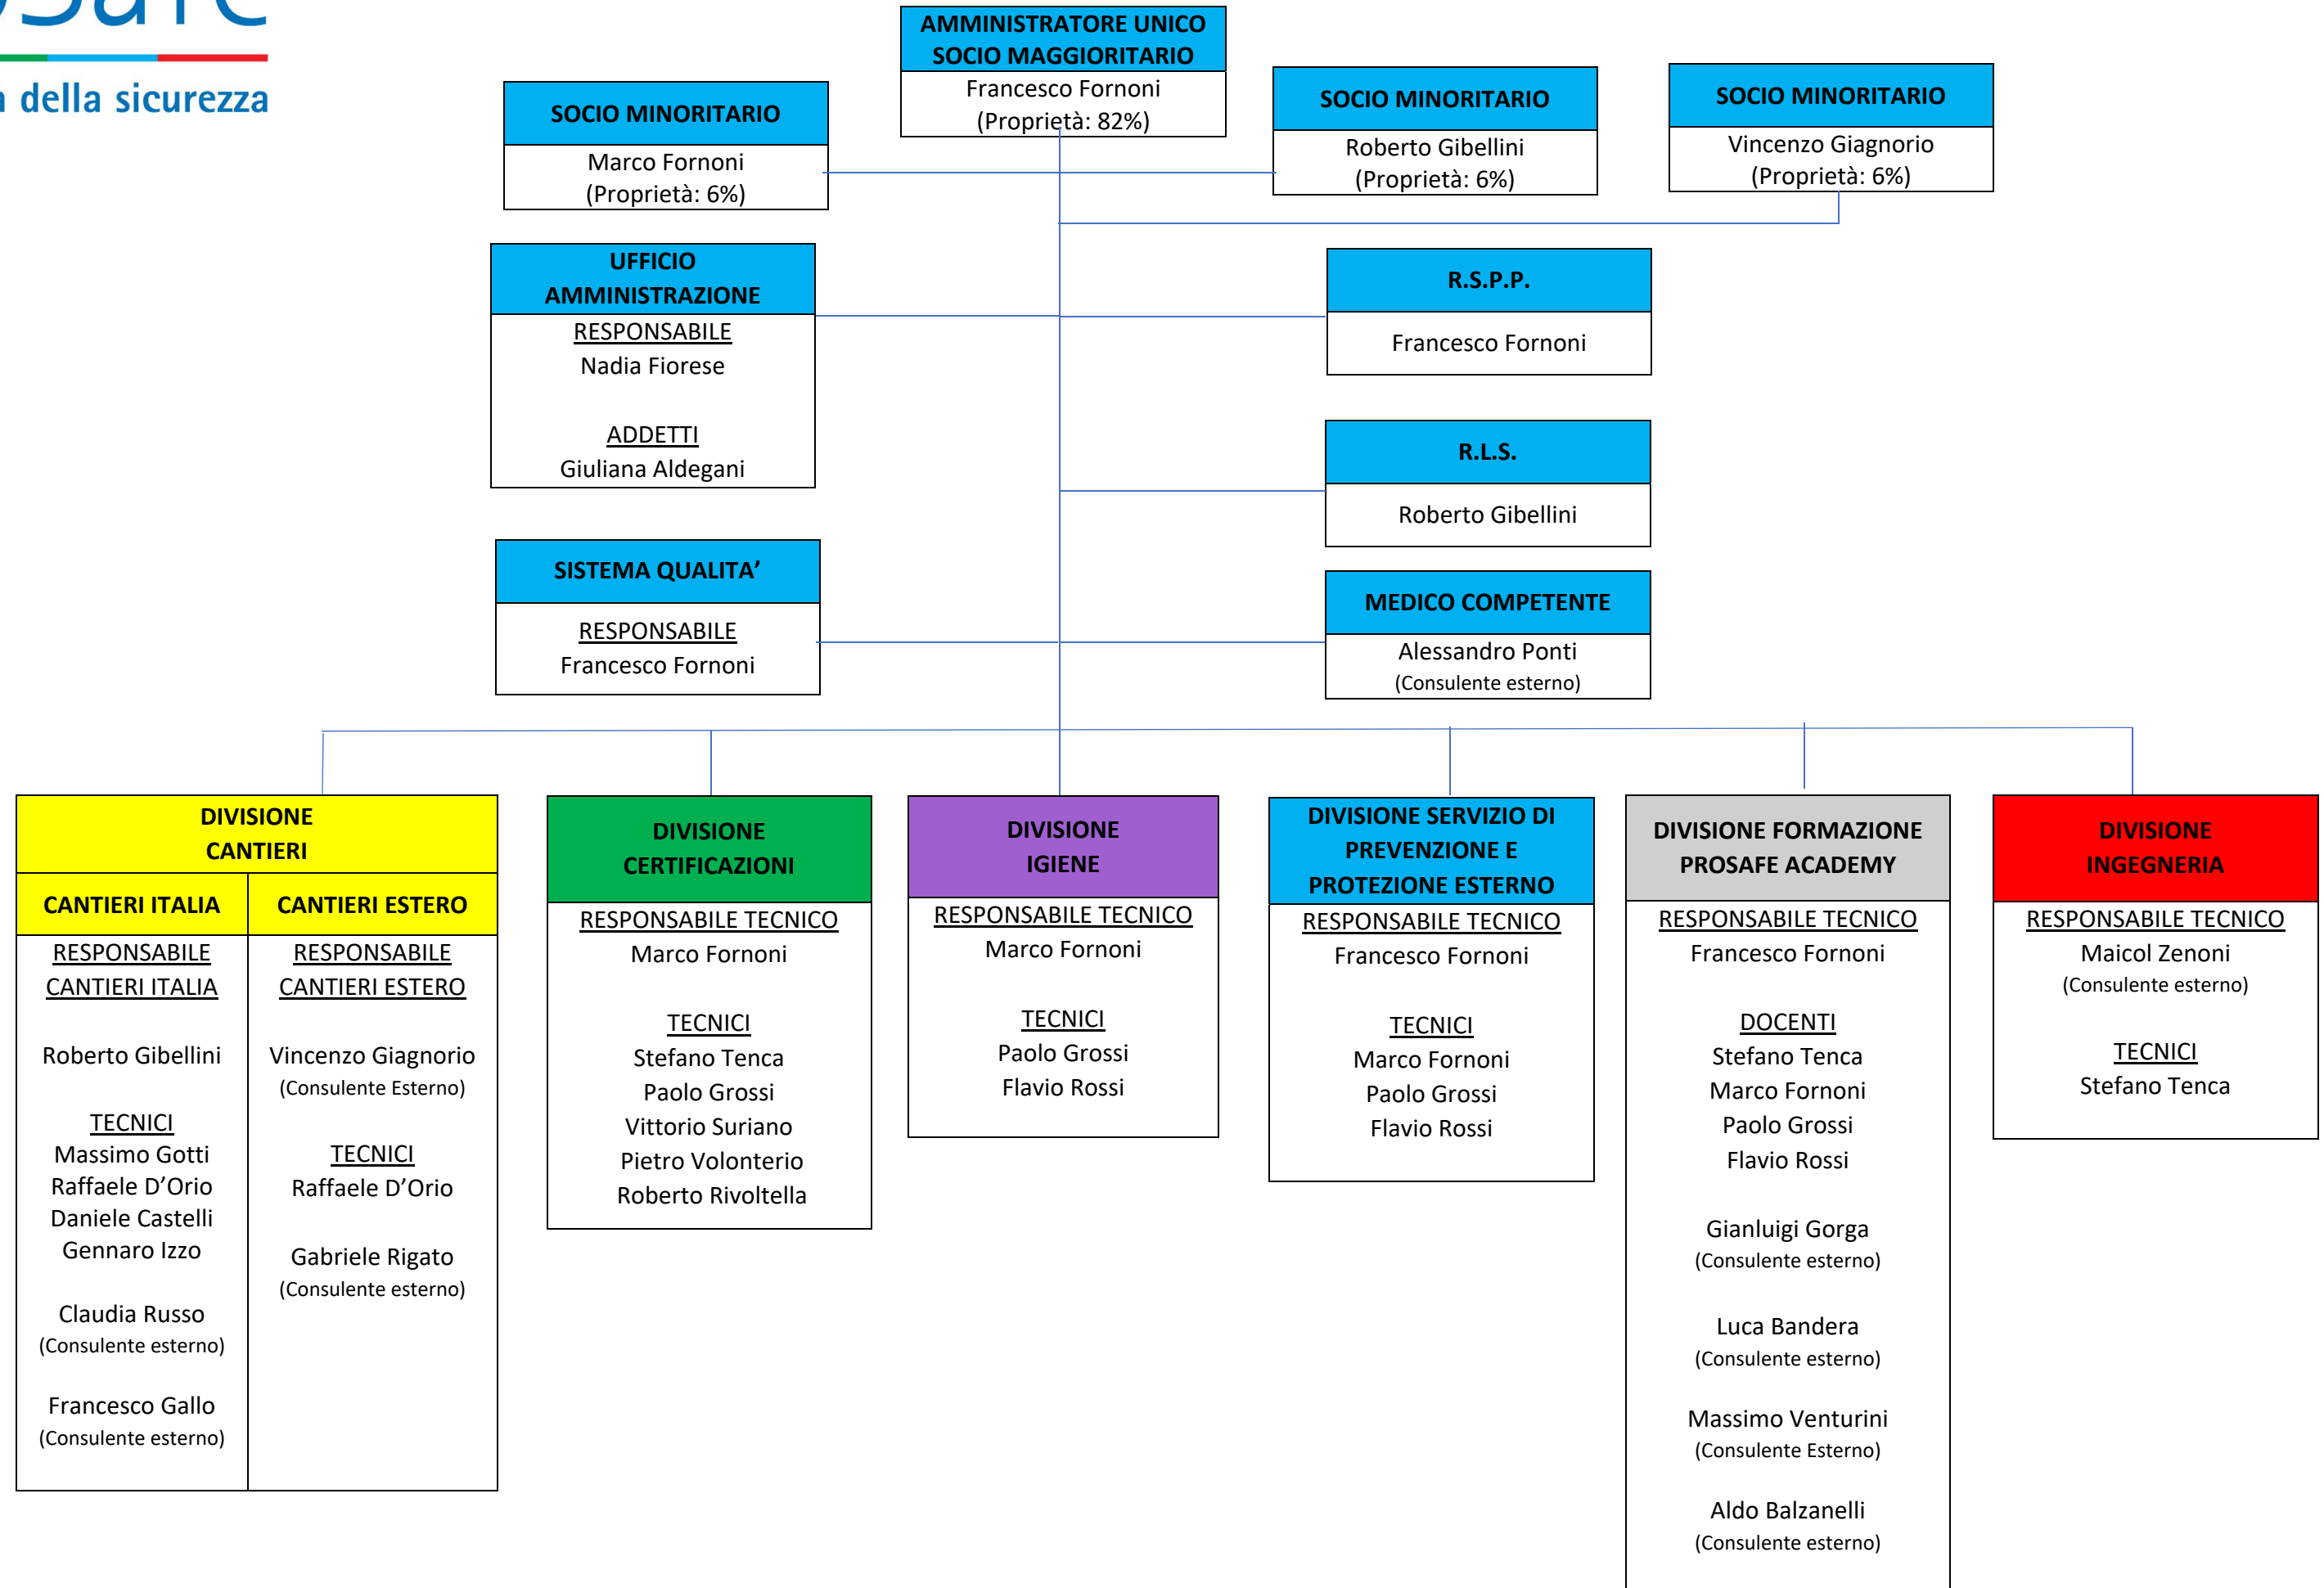 della sicurezza
AMMINISTRATORE UNICO
SOCIO MAGGIORITARIO
Francesco Fornoni
(Proprietà: 82%)
SOCIO MINORITARIO
Marco Fornoni
(Proprietà: 6%)
SOCIO MINORITARIO
Roberto Gibellini
(Proprietà: 6%)
SOCIO MINORITARIO
Vincenzo Giagnorio
(Proprietà: 6%)
UFFICIO
AMMINISTRAZIONE
RESPONSABILE
Nadia Fiorese
ADDETTI
Giuliana Aldegani
R.S.P.P.
Francesco Fornoni
R.L.S.
Roberto Gibellini
SISTEMA QUALITA’
RESPONSABILE
Francesco Fornoni
MEDICO COMPETENTE
Alessandro Ponti
(Consulente esterno)
DIVISIONE
CANTIERI
CANTIERI ITALIA
RESPONSABILE
CANTIERI ITALIA
Roberto Gibellini
TECNICI
Massimo Gotti
Raffaele D’Orio
Daniele Castelli
Gennaro Izzo
Claudia Russo
(Consulente esterno)
Francesco Gallo
(Consulente esterno)
CANTIERI ESTERO
RESPONSABILE
CANTIERI ESTERO
Vincenzo Giagnorio
(Consulente Esterno)
TECNICI
Raffaele D’Orio
Gabriele Rigato
(Consulente esterno)
DIVISIONE
CERTIFICAZIONI
RESPONSABILE TECNICO
Marco Fornoni
TECNICI
Stefano Tenca
Paolo Grossi
Vittorio Suriano
Pietro Volonterio
Roberto Rivoltella
DIVISIONE
IGIENE
RESPONSABILE TECNICO
Marco Fornoni
TECNICI
Paolo Grossi
Flavio Rossi
DIVISIONE SERVIZIO DI
PREVENZIONE E
PROTEZIONE ESTERNO
RESPONSABILE TECNICO
Francesco Fornoni
TECNICI
Marco Fornoni
Paolo Grossi
Flavio Rossi
DIVISIONE FORMAZIONE
PROSAFE ACADEMY
RESPONSABILE TECNICO
Francesco Fornoni
DOCENTI
Stefano Tenca
Marco Fornoni
Paolo Grossi
Flavio Rossi
Gianluigi Gorga
(Consulente esterno)
Luca Bandera
(Consulente esterno)
Massimo Venturini
(Consulente Esterno)
Aldo Balzanelli
(Consulente esterno)
DIVISIONE
INGEGNERIA
RESPONSABILE TECNICO
Maicol Zenoni
(Consulente esterno)
TECNICI
Stefano Tenca